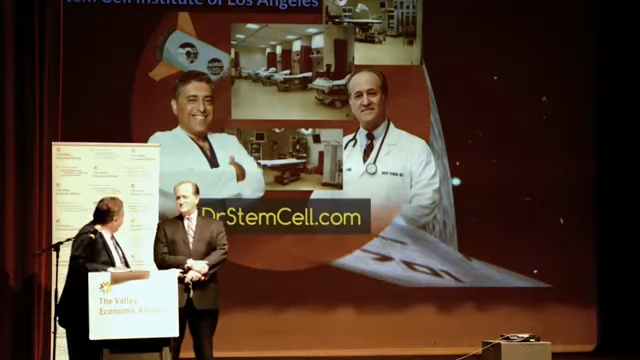 Stem Cell Institute of Los Angeles
DrStemCell.com
The Valley
Economic Alliance